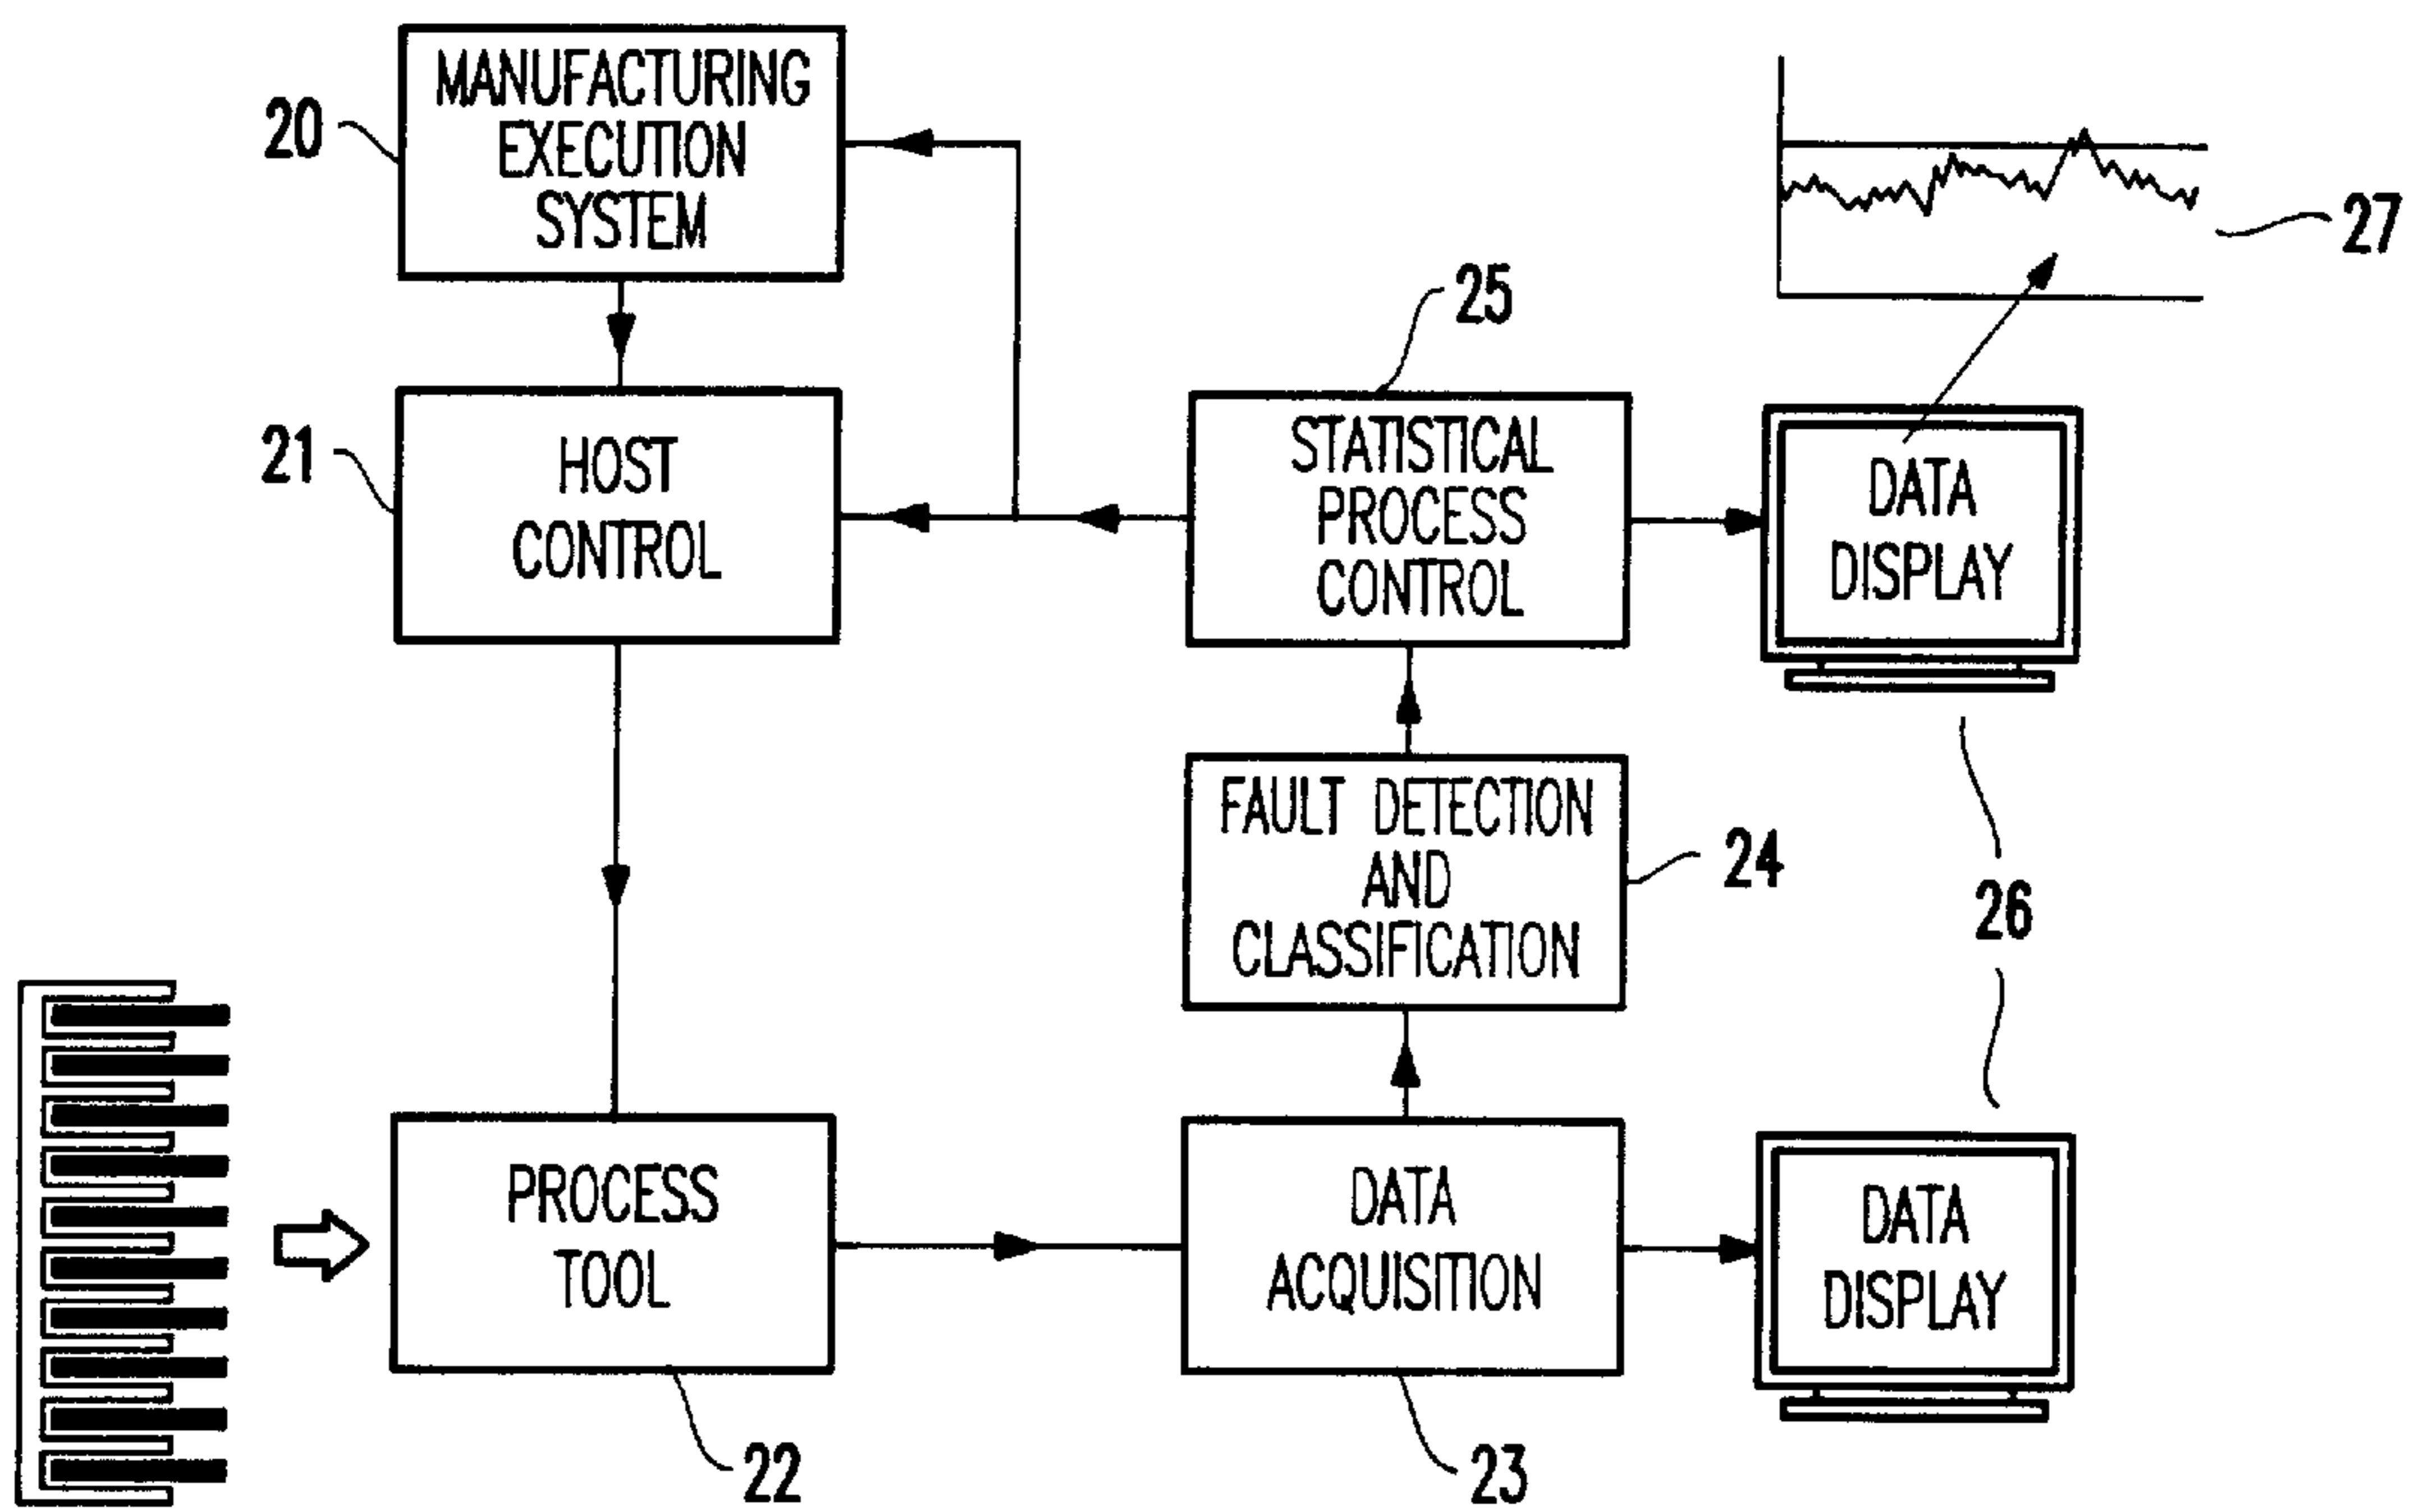 MANUFACTURING
EXECUTION
SYSTEM
20
27
25
HOST
CONTROL
21
STATISTICAL
PROCESS
CONTROL
DATA
DISPLAY
FAULT DETECTION
AND
CLASSIFICATION
24
26
PROCESS
TOOL
22
DATA
ACQUISITION
23
DATA
DISPLAY